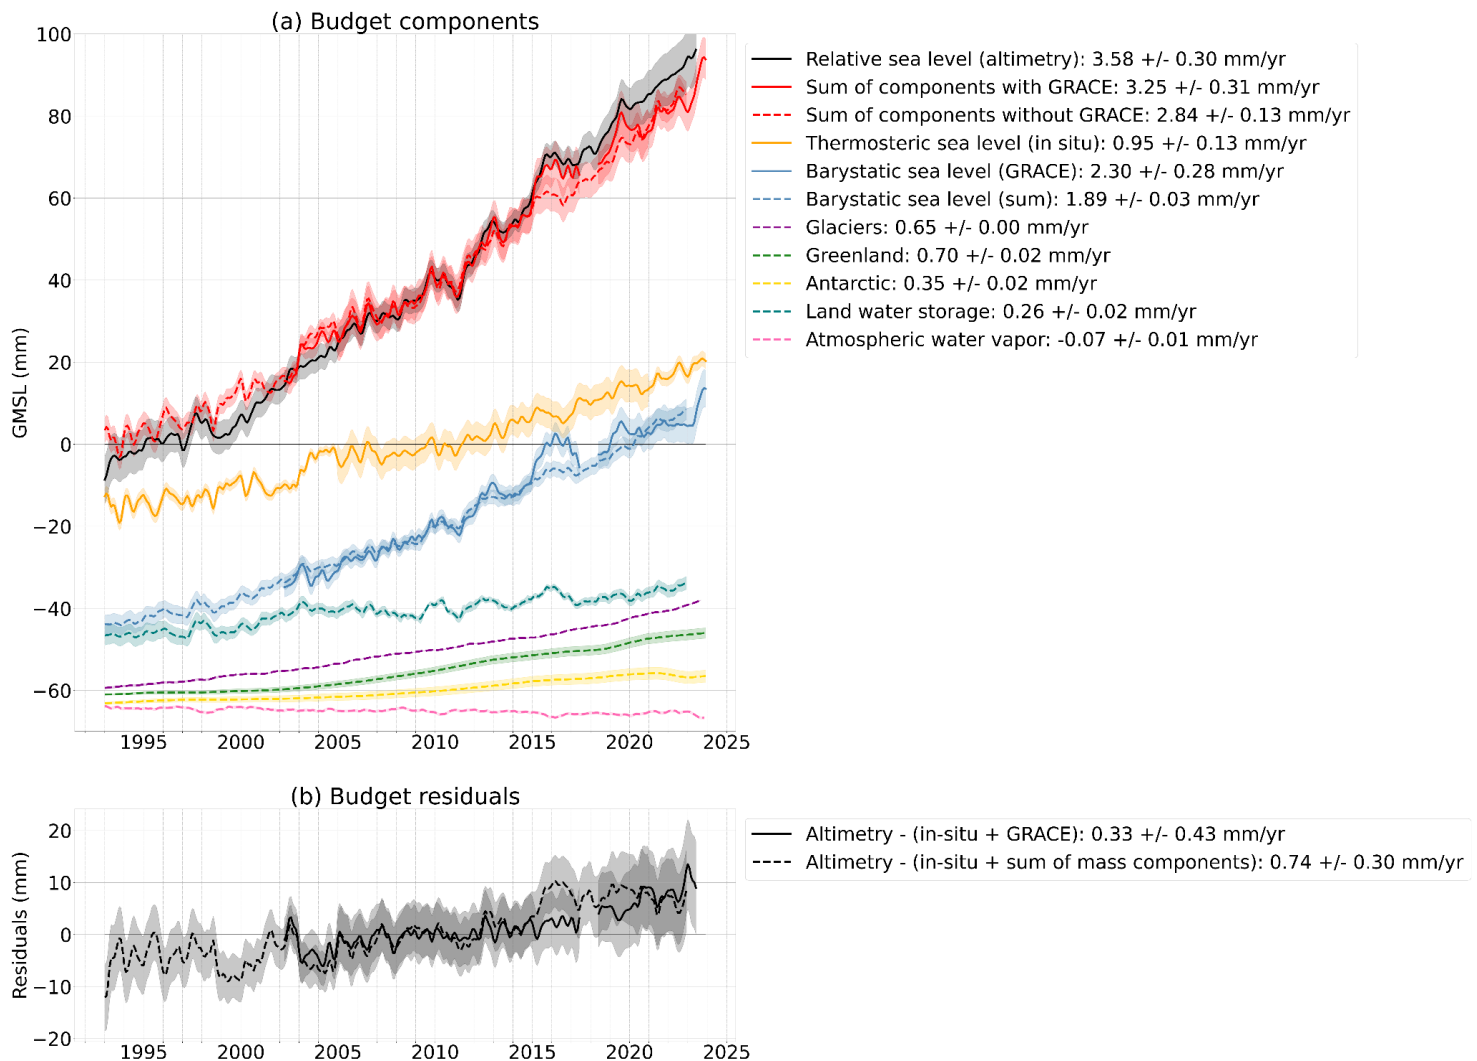 (a) Budget components
100
80
60
40
20
0
−20
−40
−60
GMSL (mm)
1995 2000 2005 2010 2015 2020 2025
Relative sea level (altimetry): 3.58 +/- 0.30 mm/yr
Sum of components with GRACE: 3.25 +/- 0.31 mm/yr
Sum of components without GRACE: 2.84 +/- 0.13 mm/yr
Thermosteric sea level (in situ): 0.95 +/- 0.13 mm/yr
Barystatic sea level (GRACE): 2.30 +/- 0.28 mm/yr
Barystatic sea level (sum): 1.89 +/- 0.03 mm/yr
Glaciers: 0.65 +/- 0.00 mm/yr
Greenland: 0.70 +/- 0.02 mm/yr
Antarctic: 0.35 +/- 0.02 mm/yr
Land water storage: 0.26 +/- 0.02 mm/yr
Atmospheric water vapor: -0.07 +/- 0.01 mm/yr
(b) Budget residuals
20
10
0
−10
−20
Residuals (mm)
1995 2000 2005 2010 2015 2020 2025
Altimetry - (in-situ + GRACE): 0.33 +/- 0.43 mm/yr
Altimetry - (in-situ + sum of mass components): 0.74 +/- 0.30 mm/yr